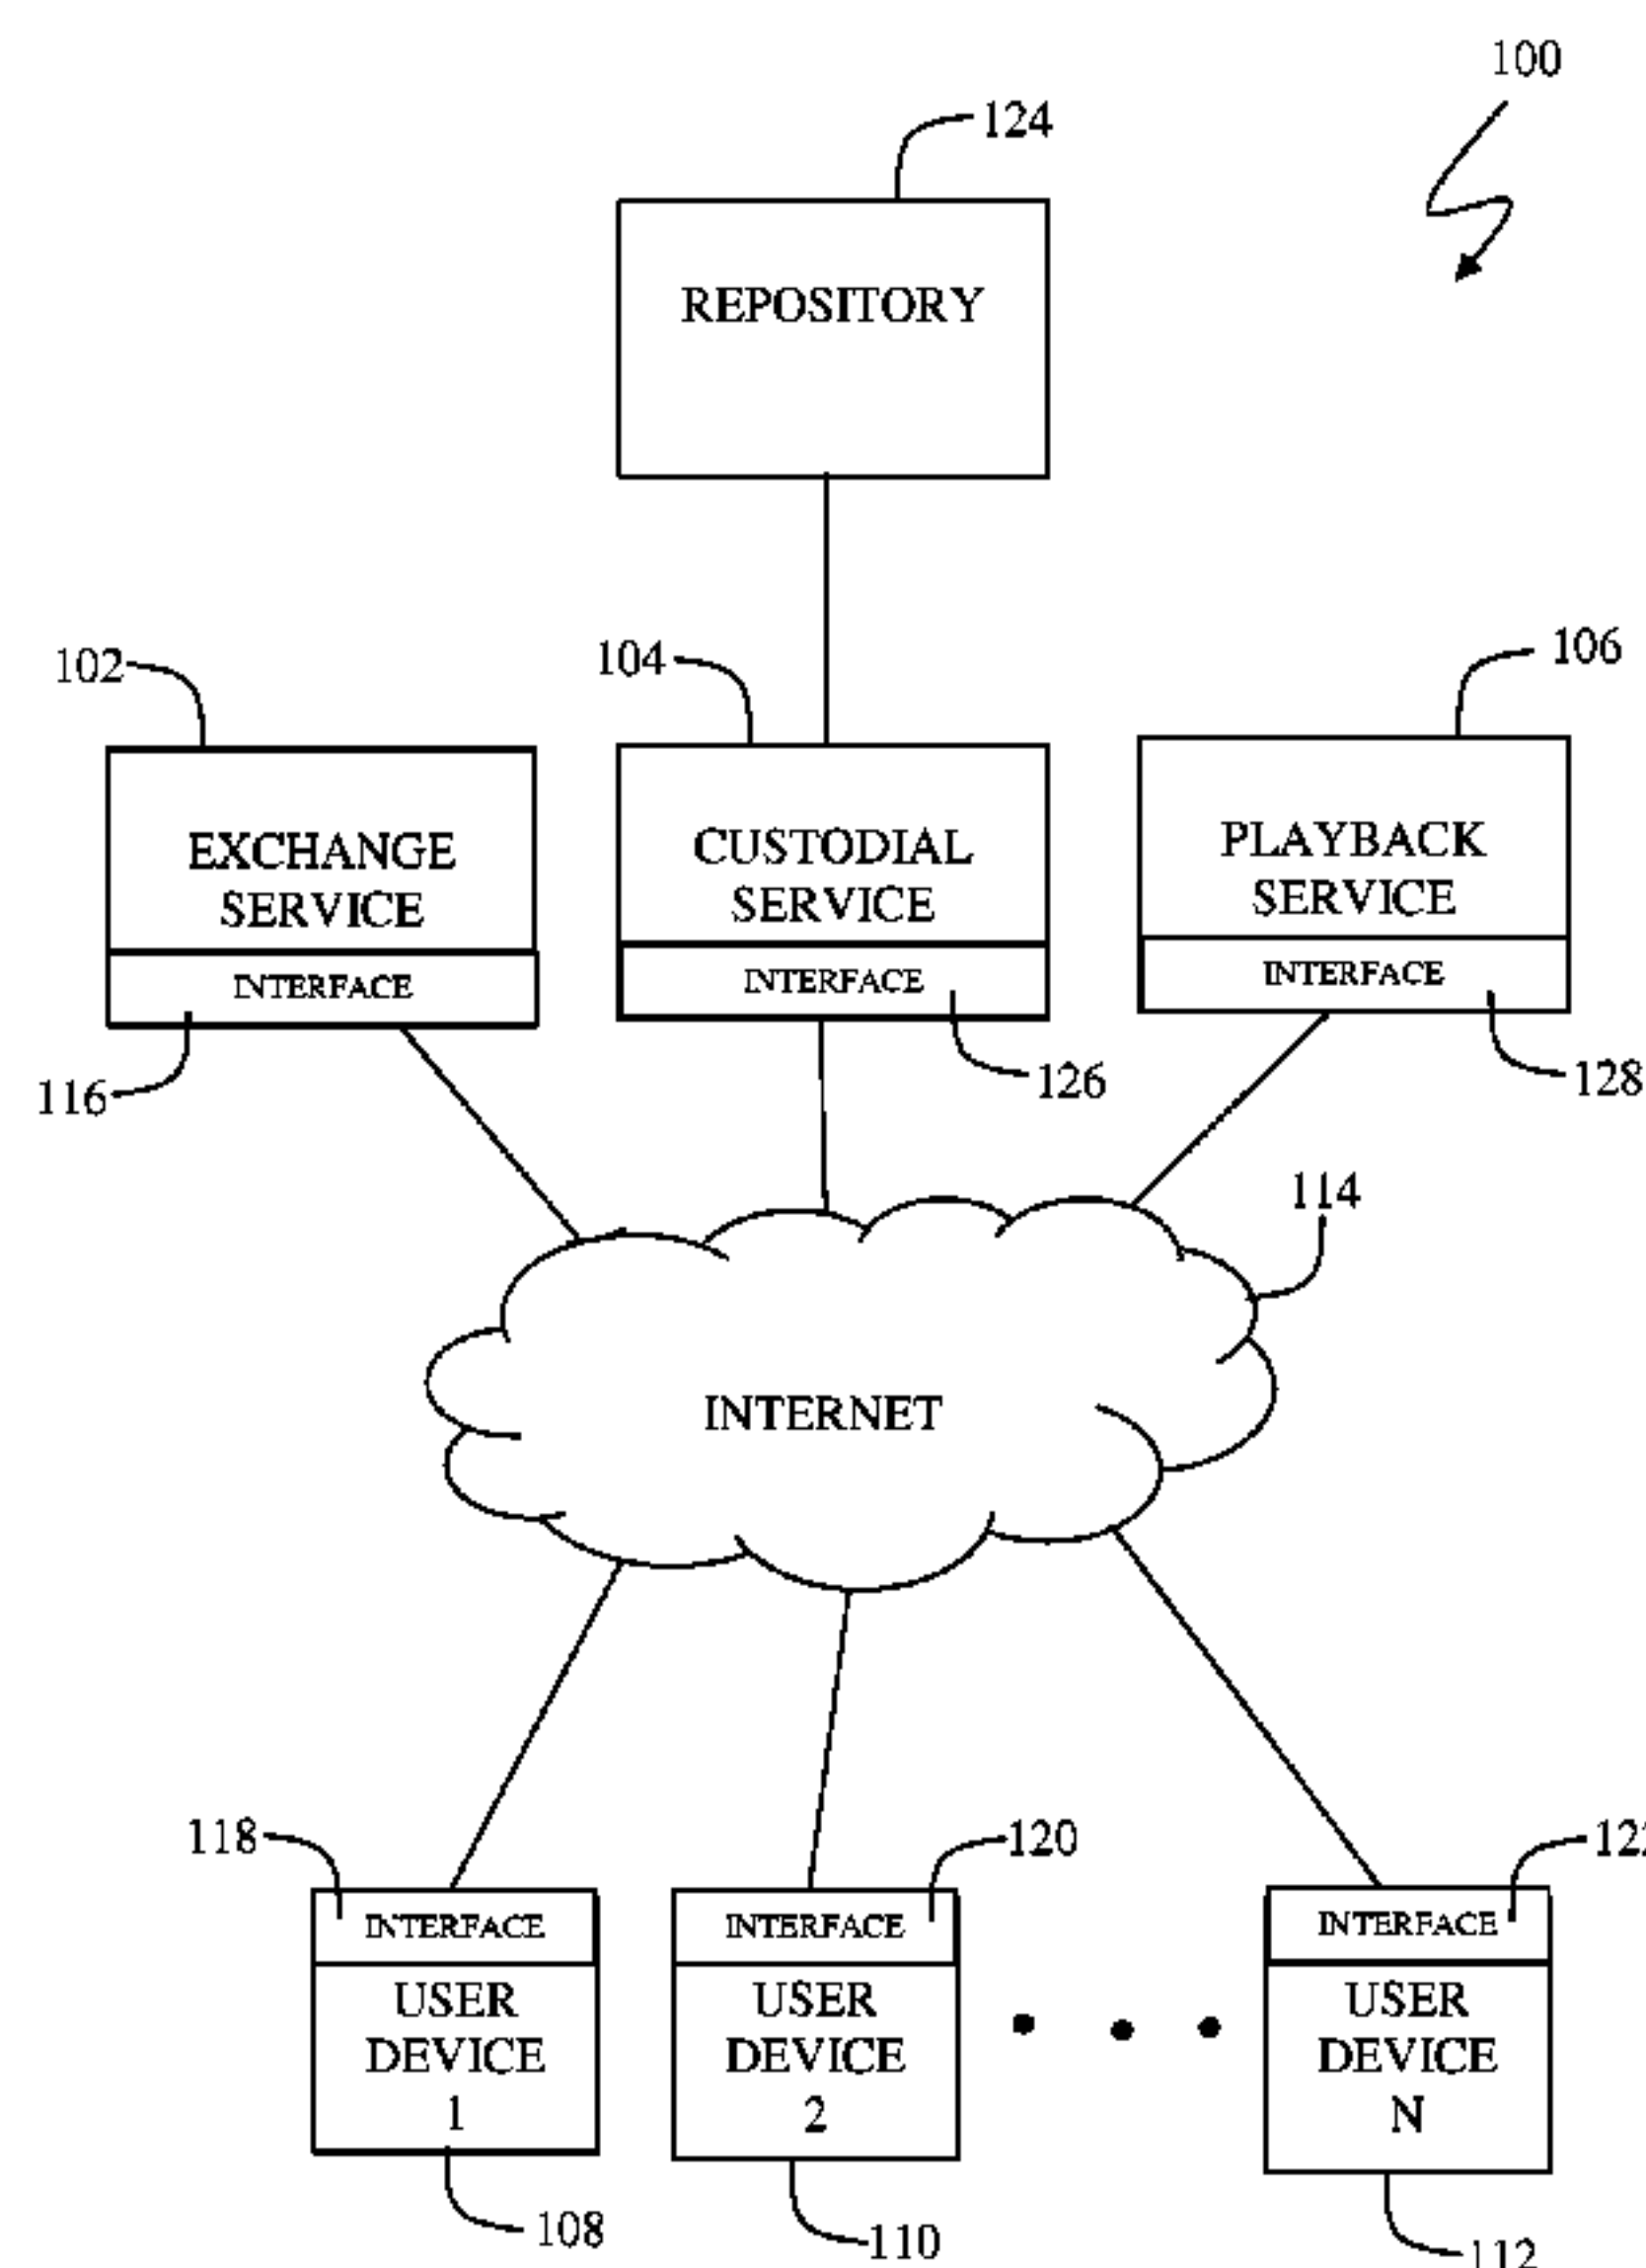 100
124
REPOSITORY
102
104
106
EXCHANGE
SERVICE
INTERFACE
CUSTODIAL
SERVICE
INTERFACE
PLAYBACK
SERVICE
INTERFACE
116
126
128
114
INTERNET
118
120
INTERFACE
USER
DEVICE
1
INTERFACE
USER
DEVICE
2
INTERFACE
USER
DEVICE
N
108
110
112